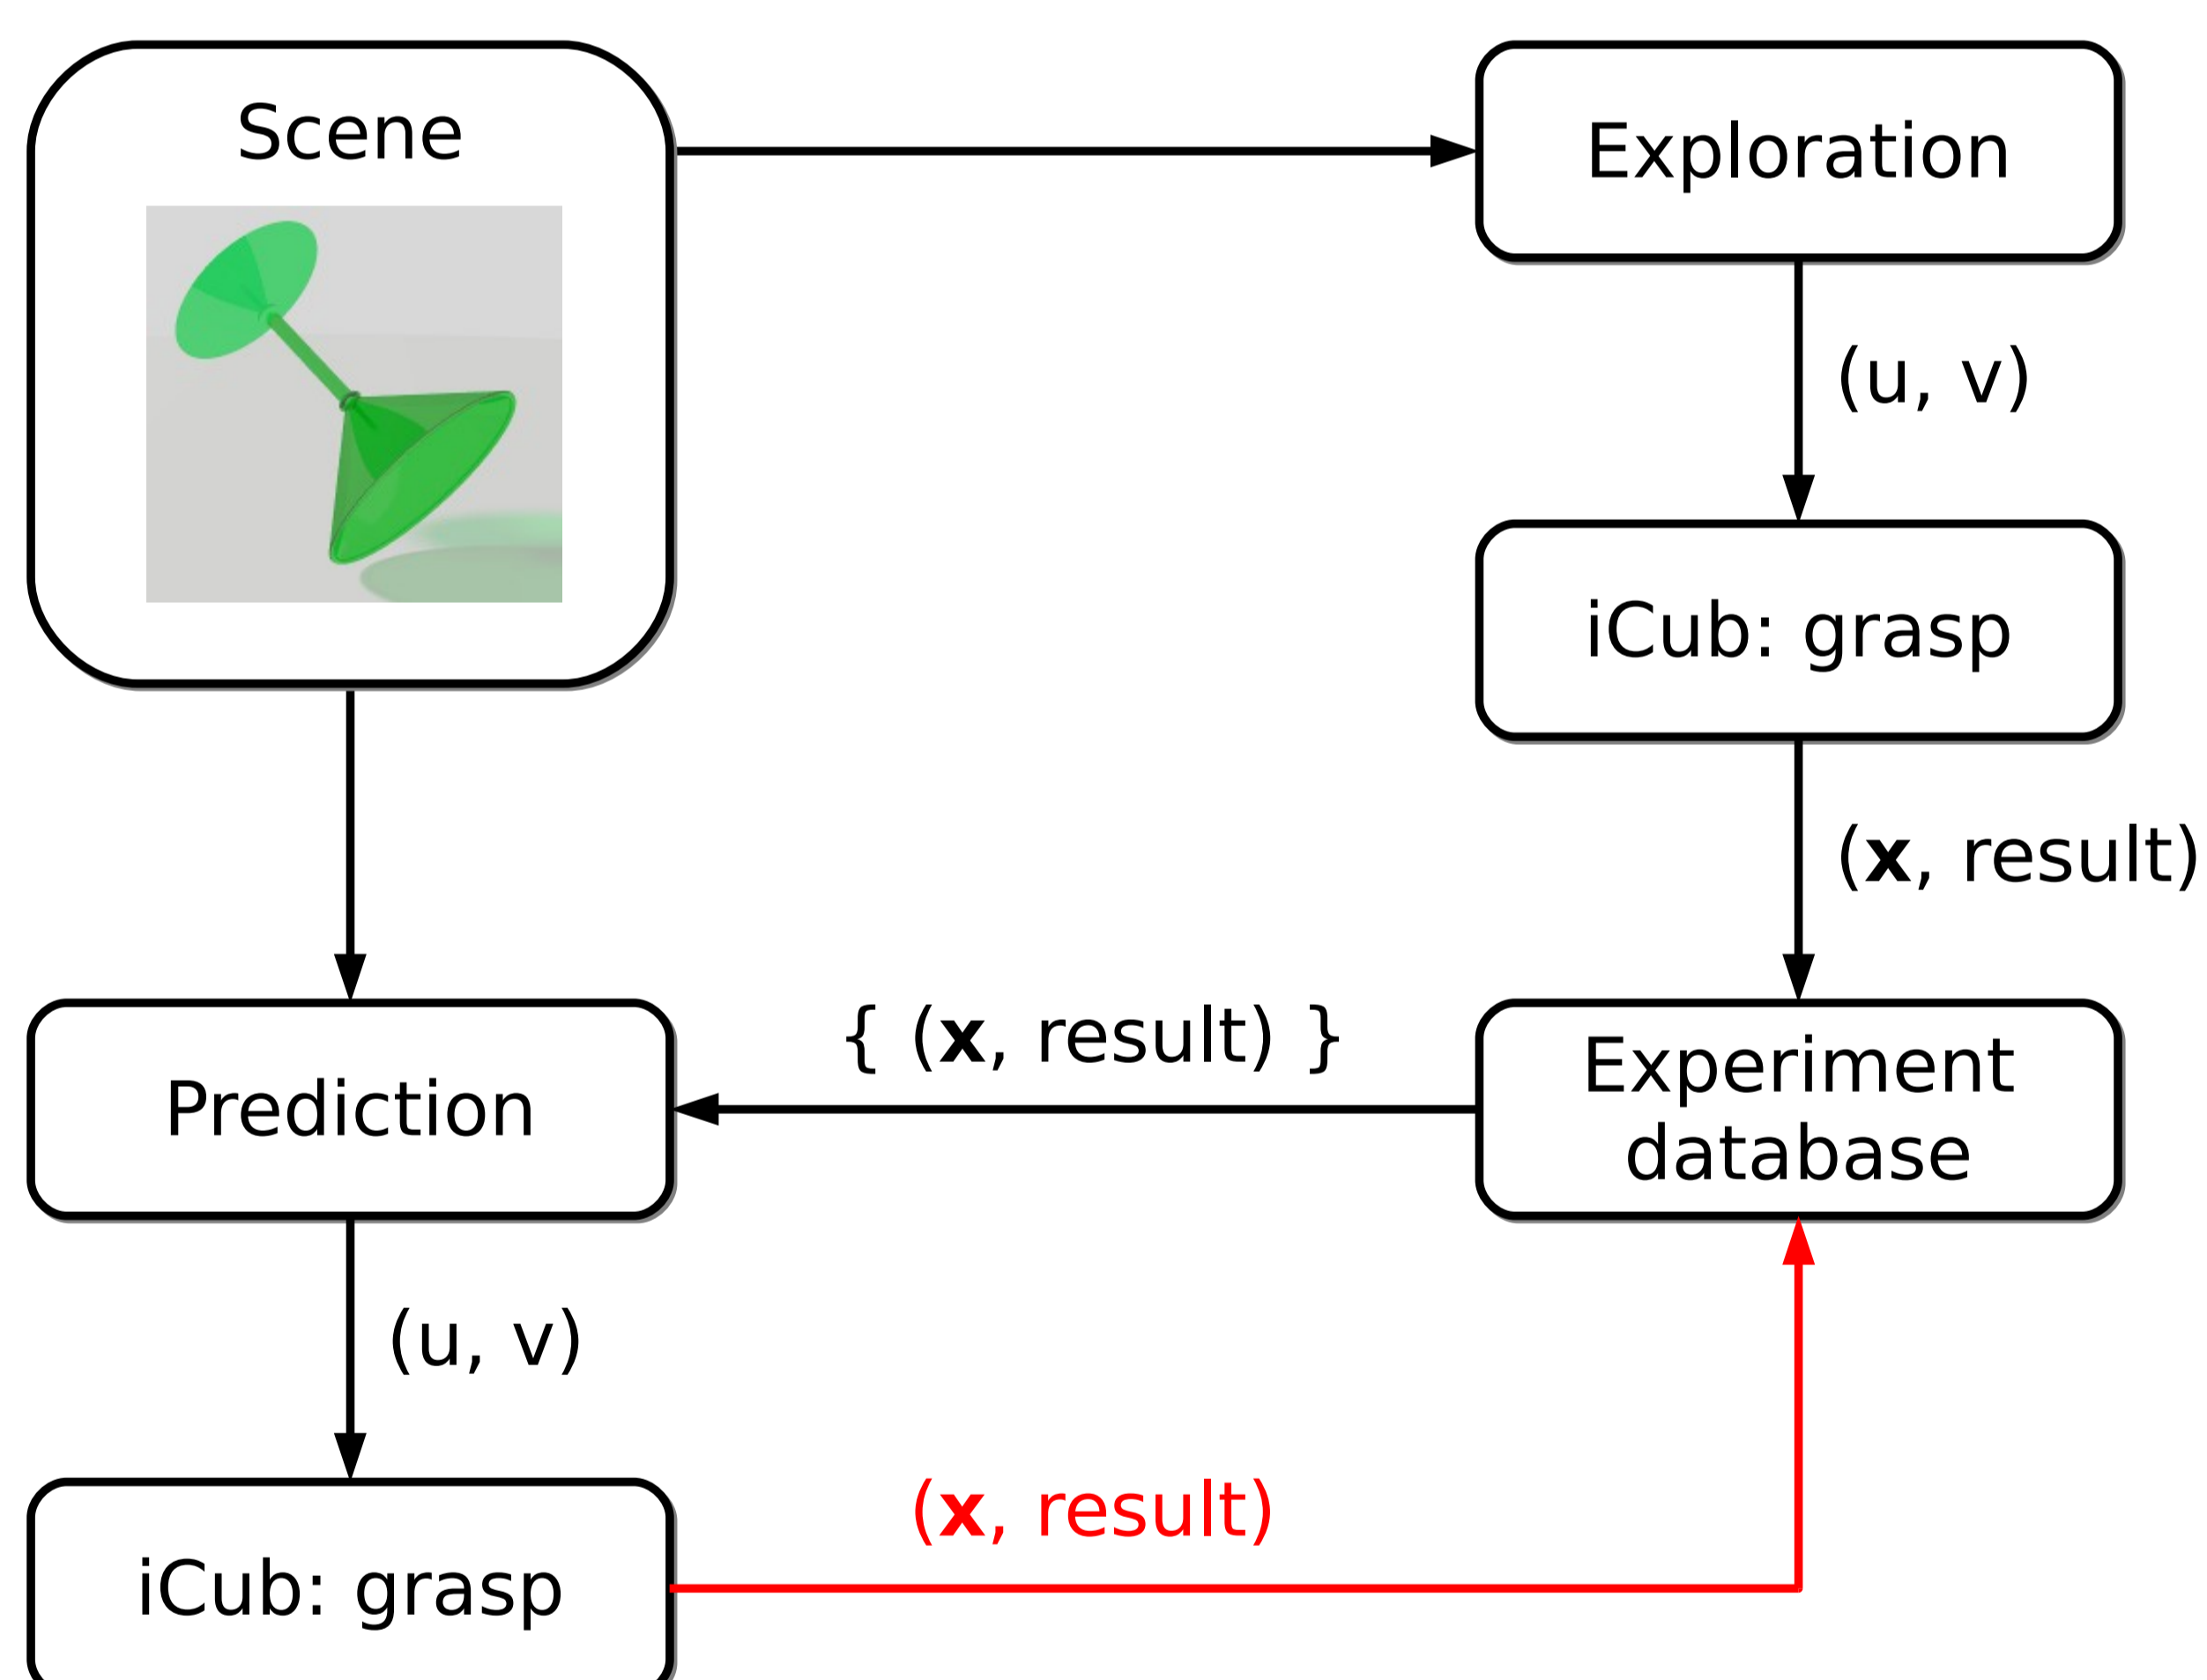 Scene
Exploration
(u, v)
iCub: grasp
(x, result)
{ (x, result) }
Prediction
Experiment
database
(u, v)
(x, result)
iCub: grasp